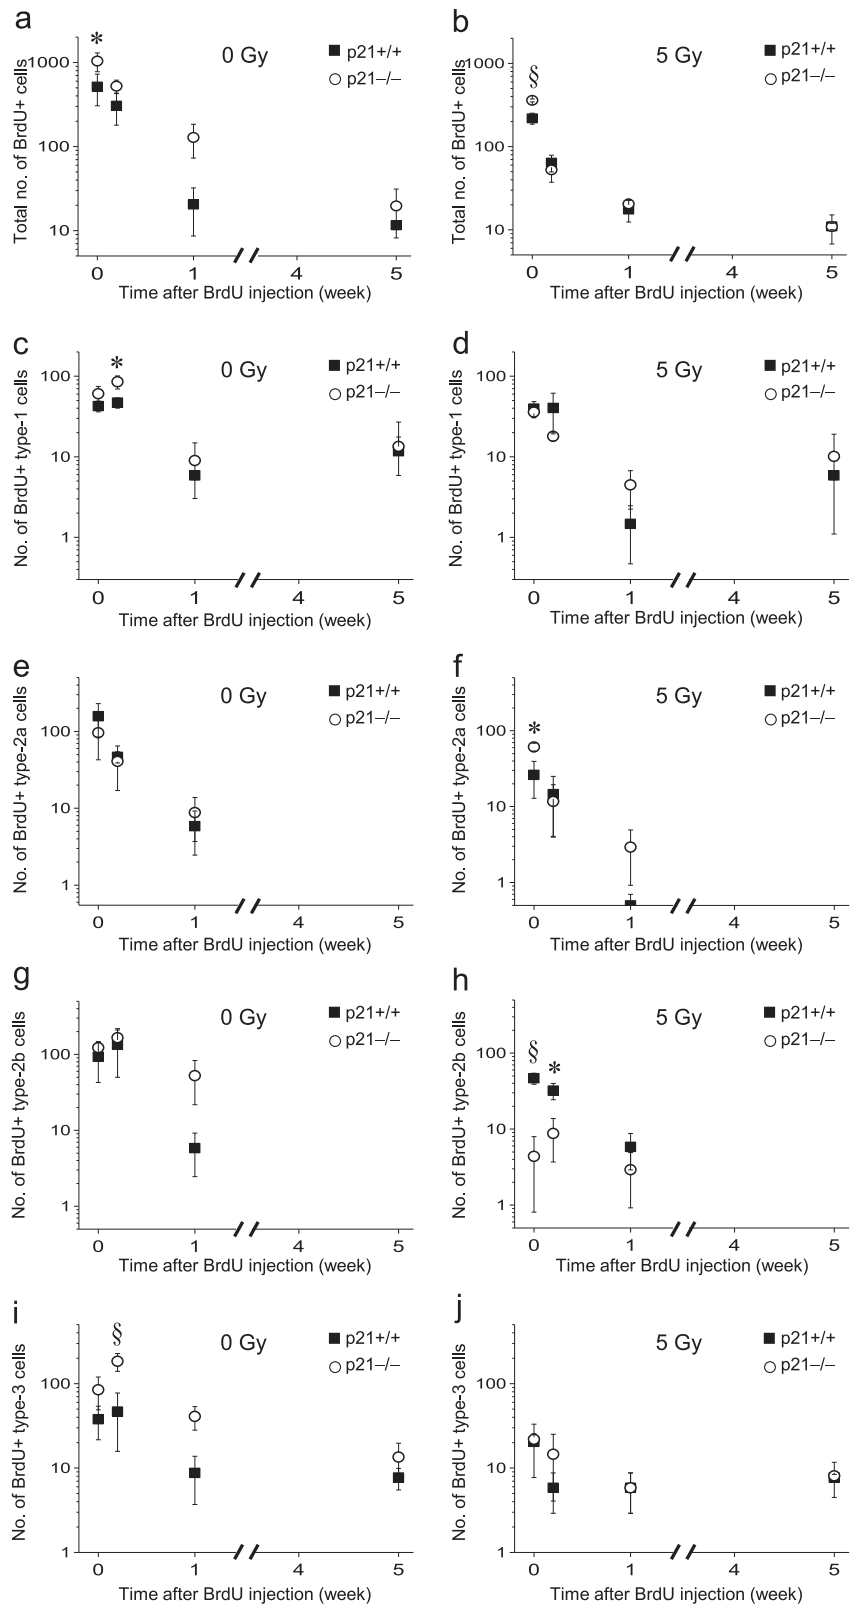 a
0 Gy
p21+/+
p21–/–
*
Total no. of BrdU+ cells
1000
100
10
0 1 4 5
Time after BrdU injection (week)
b
5 Gy
p21+/+
p21–/–
§
Total no. of BrdU+ cells
1000
100
10
0 1 4 5
Time after BrdU injection (week)
c
0 Gy
p21+/+
p21–/–
*
No. of BrdU+ type-1 cells
100
10
1
0 1 4 5
Time after BrdU injection (week)
d
5 Gy
p21+/+
p21–/–
No. of BrdU+ type-1 cells
100
10
1
0 1 4 5
Time after BrdU injection (week)
e
0 Gy
p21+/+
p21–/–
No. of BrdU+ type-2a cells
100
10
1
0 1 4 5
Time after BrdU injection (week)
f
5 Gy
p21+/+
p21–/–
*
No. of BrdU+ type-2a cells
100
10
1
0 1 4 5
Time after BrdU injection (week)
g
0 Gy
p21+/+
p21–/–
No. of BrdU+ type-2b cells
100
10
1
0 1 4 5
Time after BrdU injection (week)
h
5 Gy
p21+/+
p21–/–
§ *
No. of BrdU+ type-2b cells
100
10
1
0 1 4 5
Time after BrdU injection (week)
i
0 Gy
p21+/+
p21–/–
§
No. of BrdU+ type-3 cells
100
10
1
0 1 4 5
Time after BrdU injection (week)
j
5 Gy
p21+/+
p21–/–
No. of BrdU+ type-3 cells
100
10
1
0 1 4 5
Time after BrdU injection (week)